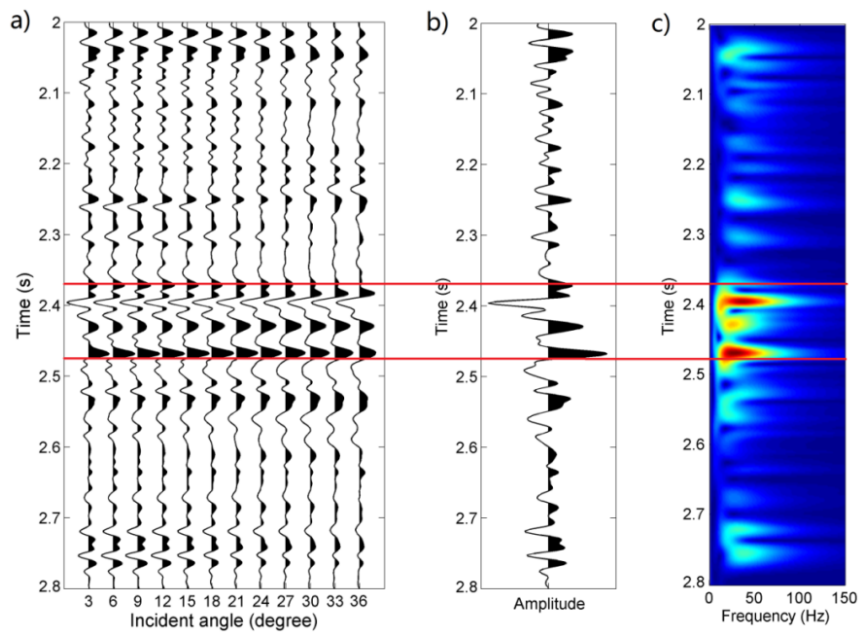 a)
2
2.1
2.2
2.3
2.4
2.5
2.6
2.7
2.8
Time (s)
3 6 9 12 15 18 21 24 27 30 33 36
Incident angle (degree)
b)
2
2.1
2.2
2.3
2.4
2.5
2.6
2.7
2.8
Time (s)
Amplitude
c)
2
2.1
2.2
2.3
2.4
2.5
2.6
2.7
2.8
Time (s)
0 50 100 150
Frequency (Hz)